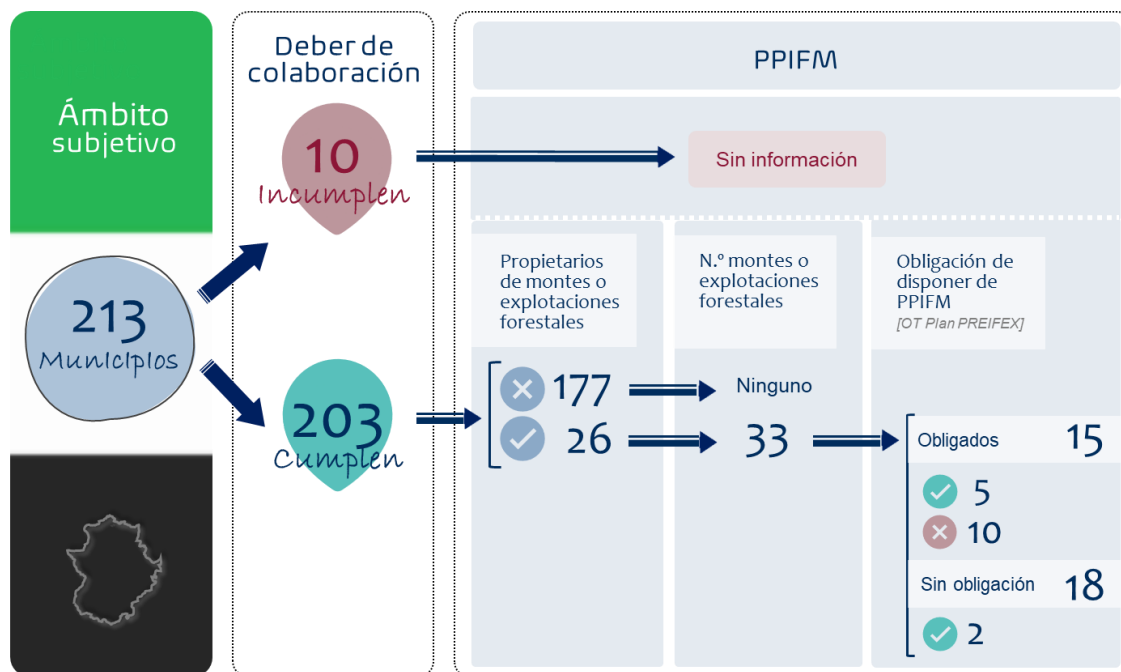 Ámbito
subjetivo
213
Municipios
Deber de
colaboración
10
Incumplen
203
Cumplen
PPIFM
Sin información
Propietarios
de montes o
explotaciones
forestales
177
26
N.º montes o
explotaciones
forestales
Ninguno
33
Obligación de
disponer de
PPIFM
[OT Plan PREIFEX]
Obligados 15
5
10
Sin obligación 18
2